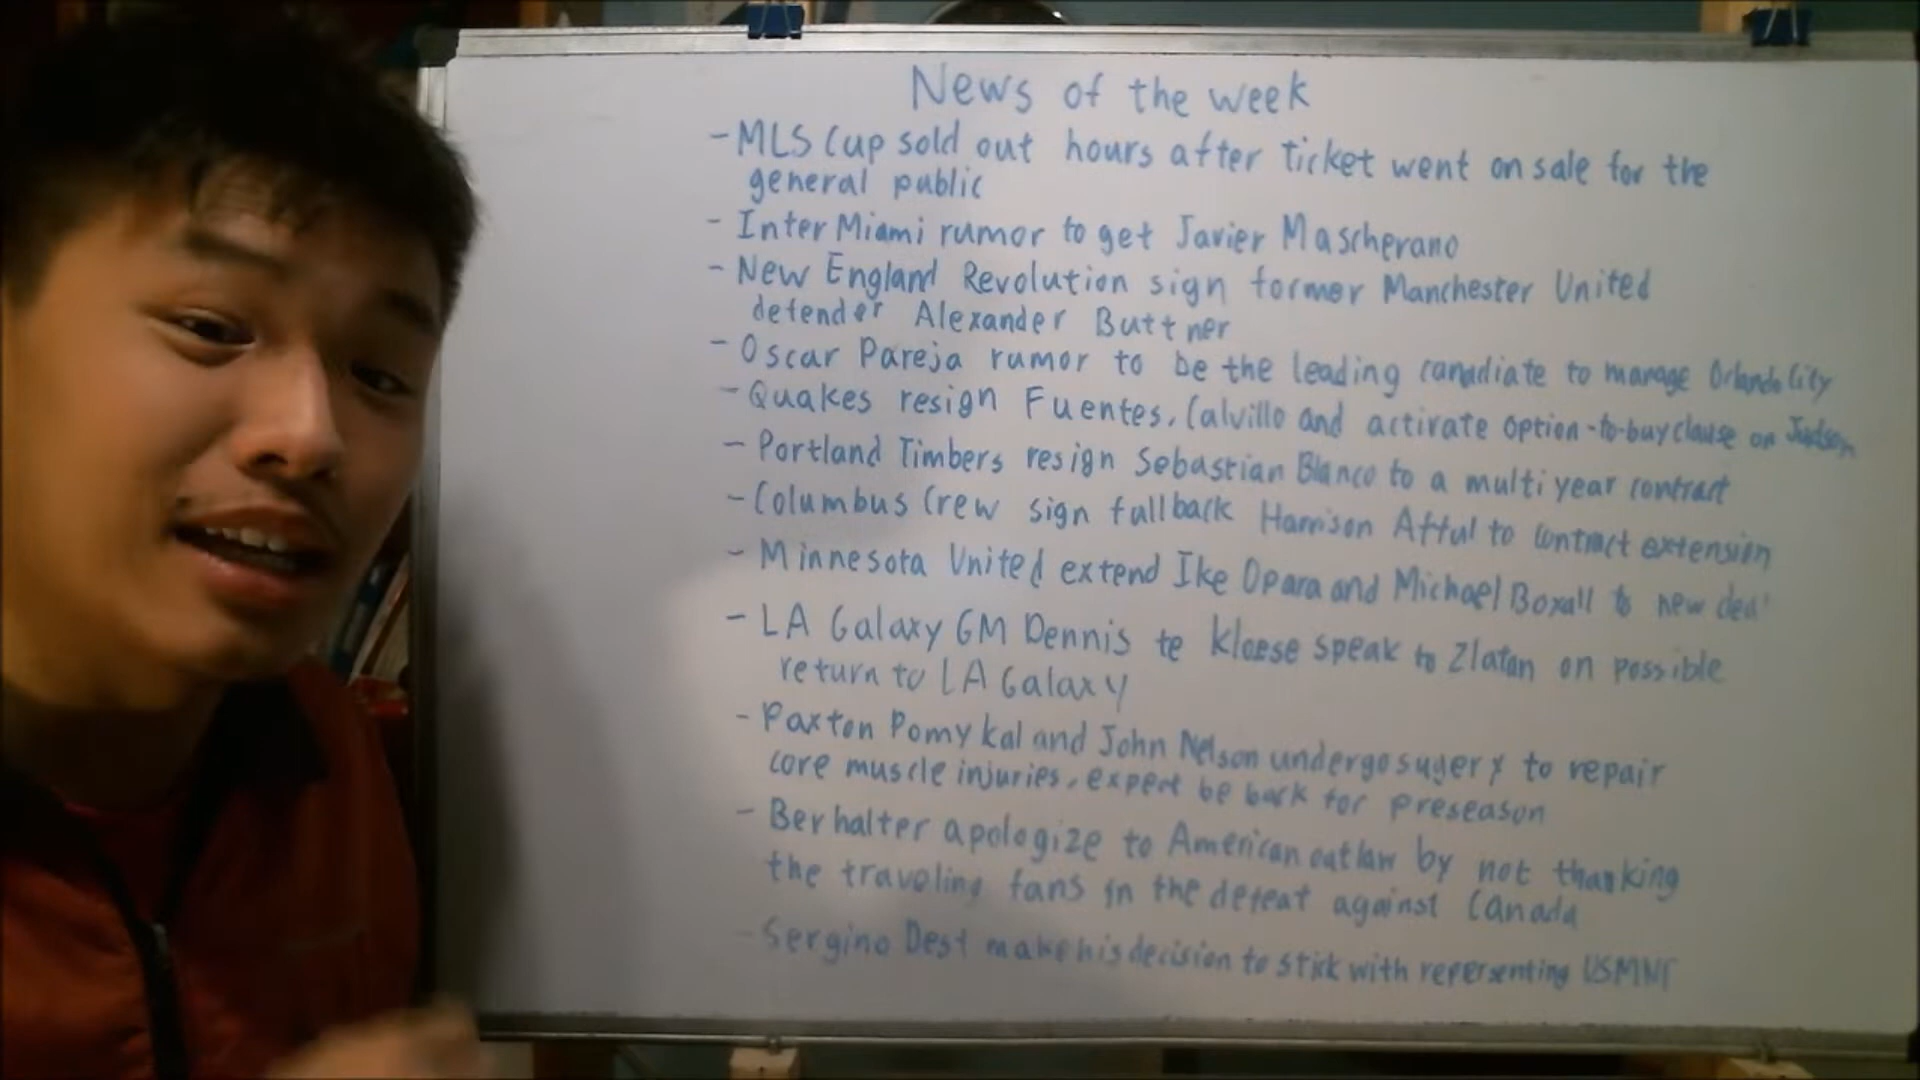 News of the week
- MLS Cup sold out hours after ticket went on sale for the
general public
- Inter Miami rumor to get Javier Mascherano
- New England Revolution sign former Manchester United
defender Alexander Buttner
- Oscar Pareja rumor to be the leading canadiate to manage Orlando City
- Quakes resign Fuentes, Calvillo and activate option-to-buy clause on Judson
- Portland Timbers resign Sebastian Blanco to a multi year contract
- Columbus Crew sign fullback Harrison Afful to contract extension
- Minnesota United extend Ike Opara and Michael Boxall to new deal
- LA Galaxy GM Dennis te kloese speak to Zlatan on possible
return to LA Galaxy
- Paxton Pomykal and John Nelson undergo sugery to repair
core muscle injuries, expect be back for preseason
- Berhalter apologize to American outlaw by not thanking
the traveling fans in the defeat against Canada
- Sergino Dest make his decision to stick with repersenting USMNT